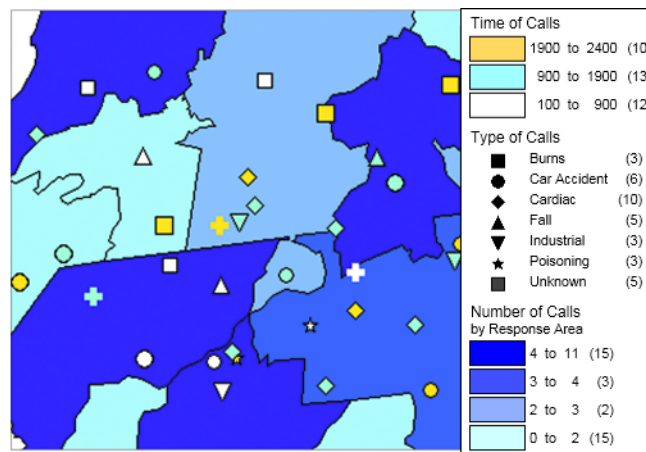 Time of Calls
1900 to 2400 (10
900 to 1900 (13
100 to 900 (12
Type of Calls
Burns (3)
Car Accident (6)
Cardiac (10)
Fall (5)
Industrial (3)
Poisoning (3)
Unknown (5)
Number of Calls
by Response Area
4 to 11 (15)
3 to 4 (3)
2 to 3 (2)
0 to 2 (15)